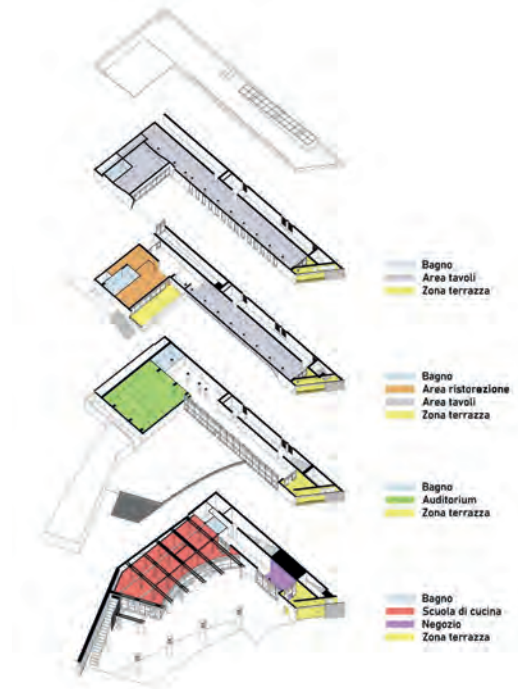 Bagno
Area tavoli
Zona terrazza
Bagno
Area ristorezione
Area tavoli
Zona terrazza
Bagno
Auditorium
Zona terrazza
Bagno
Scuola di cucina
Negozio
Zona terrazza